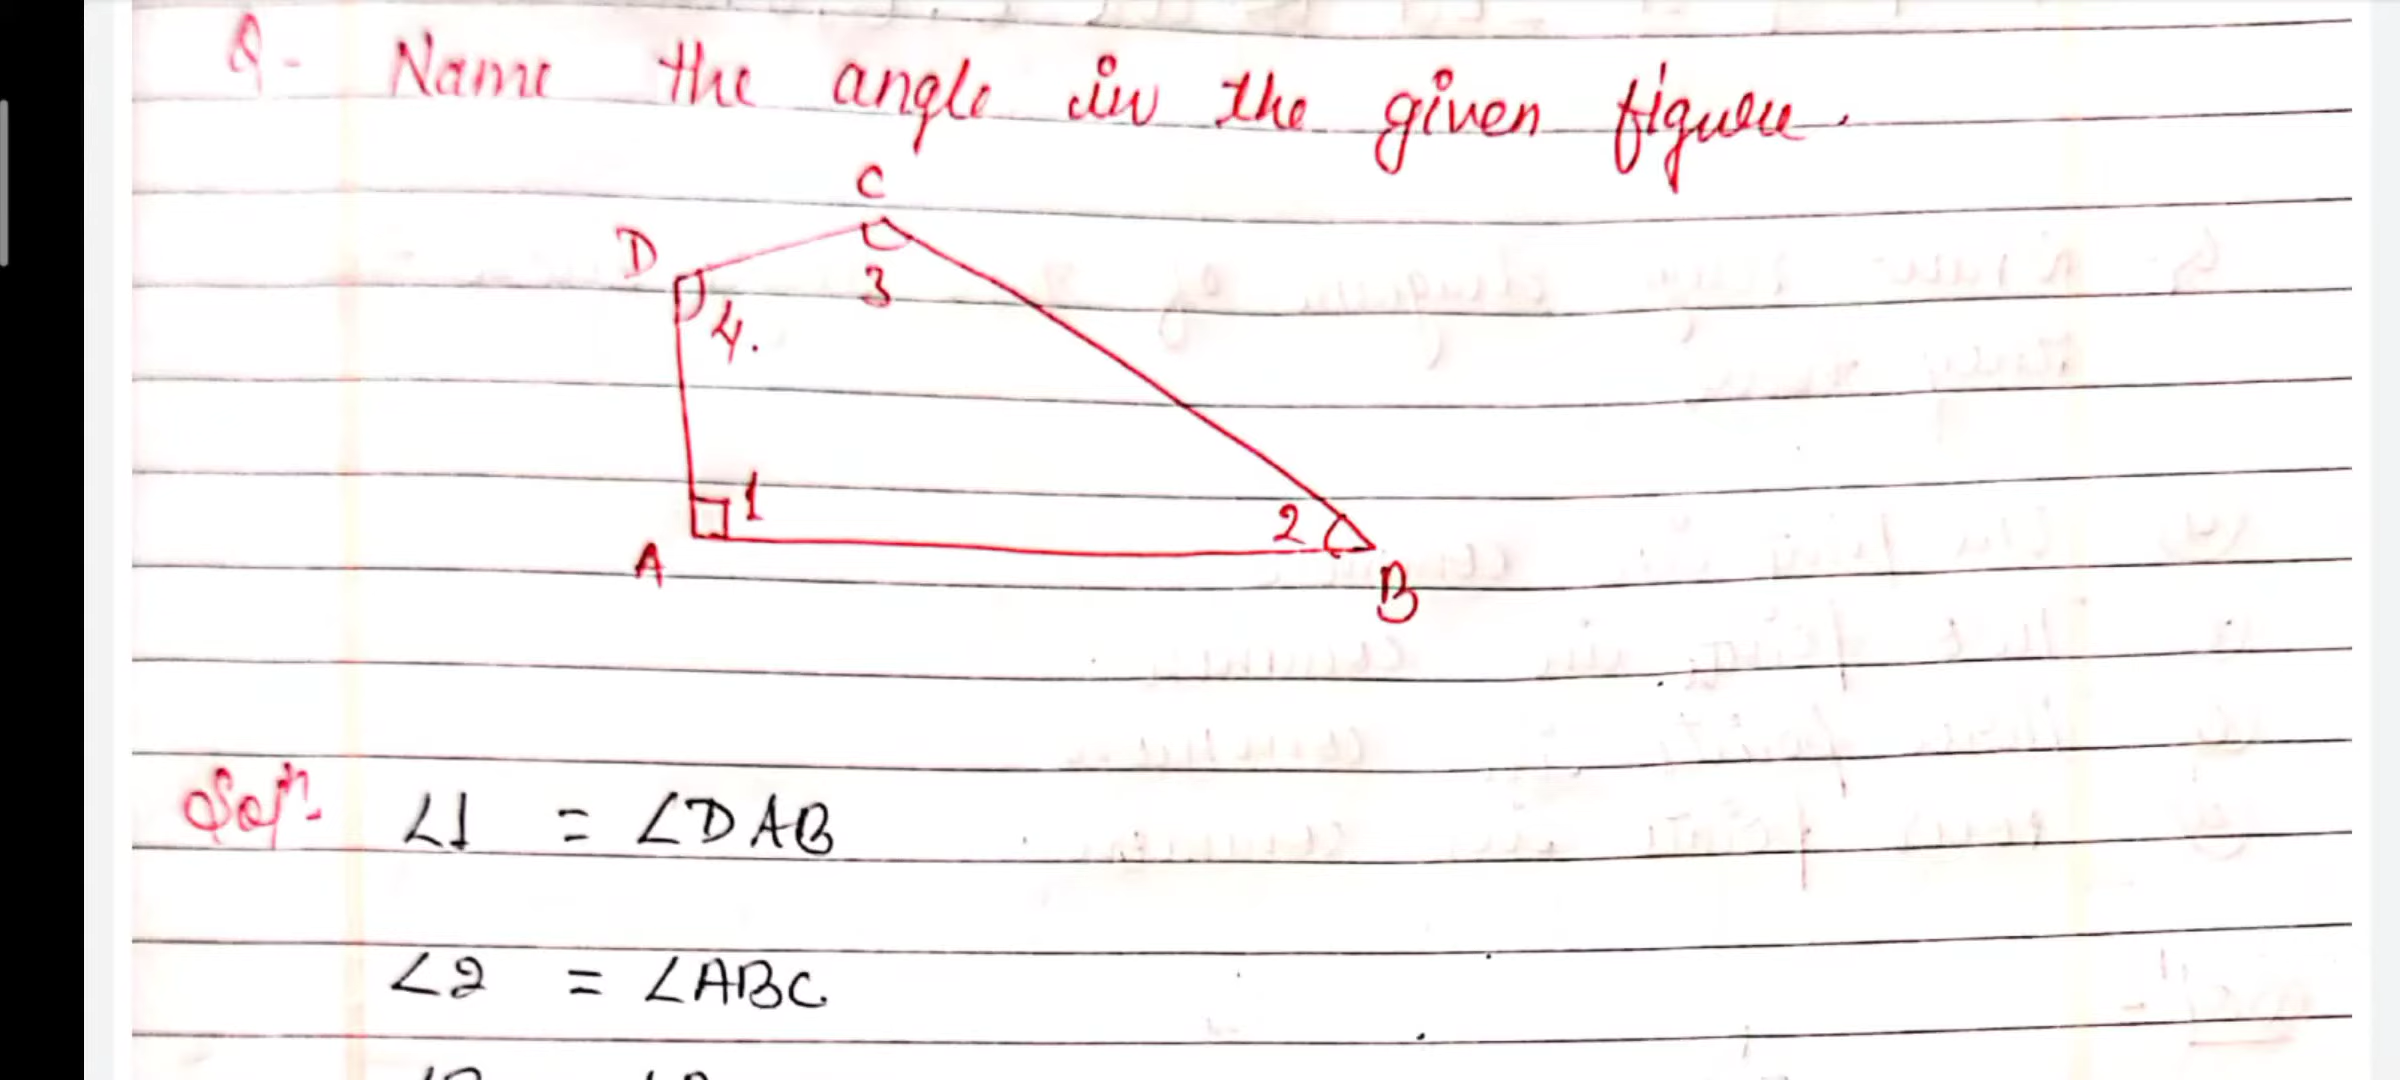 Q- Name the angle in the given figure.
C
D
3
4.
1
2
A
B
Sol^n- ∠1 = ∠DAB
∠2 = ∠ABC